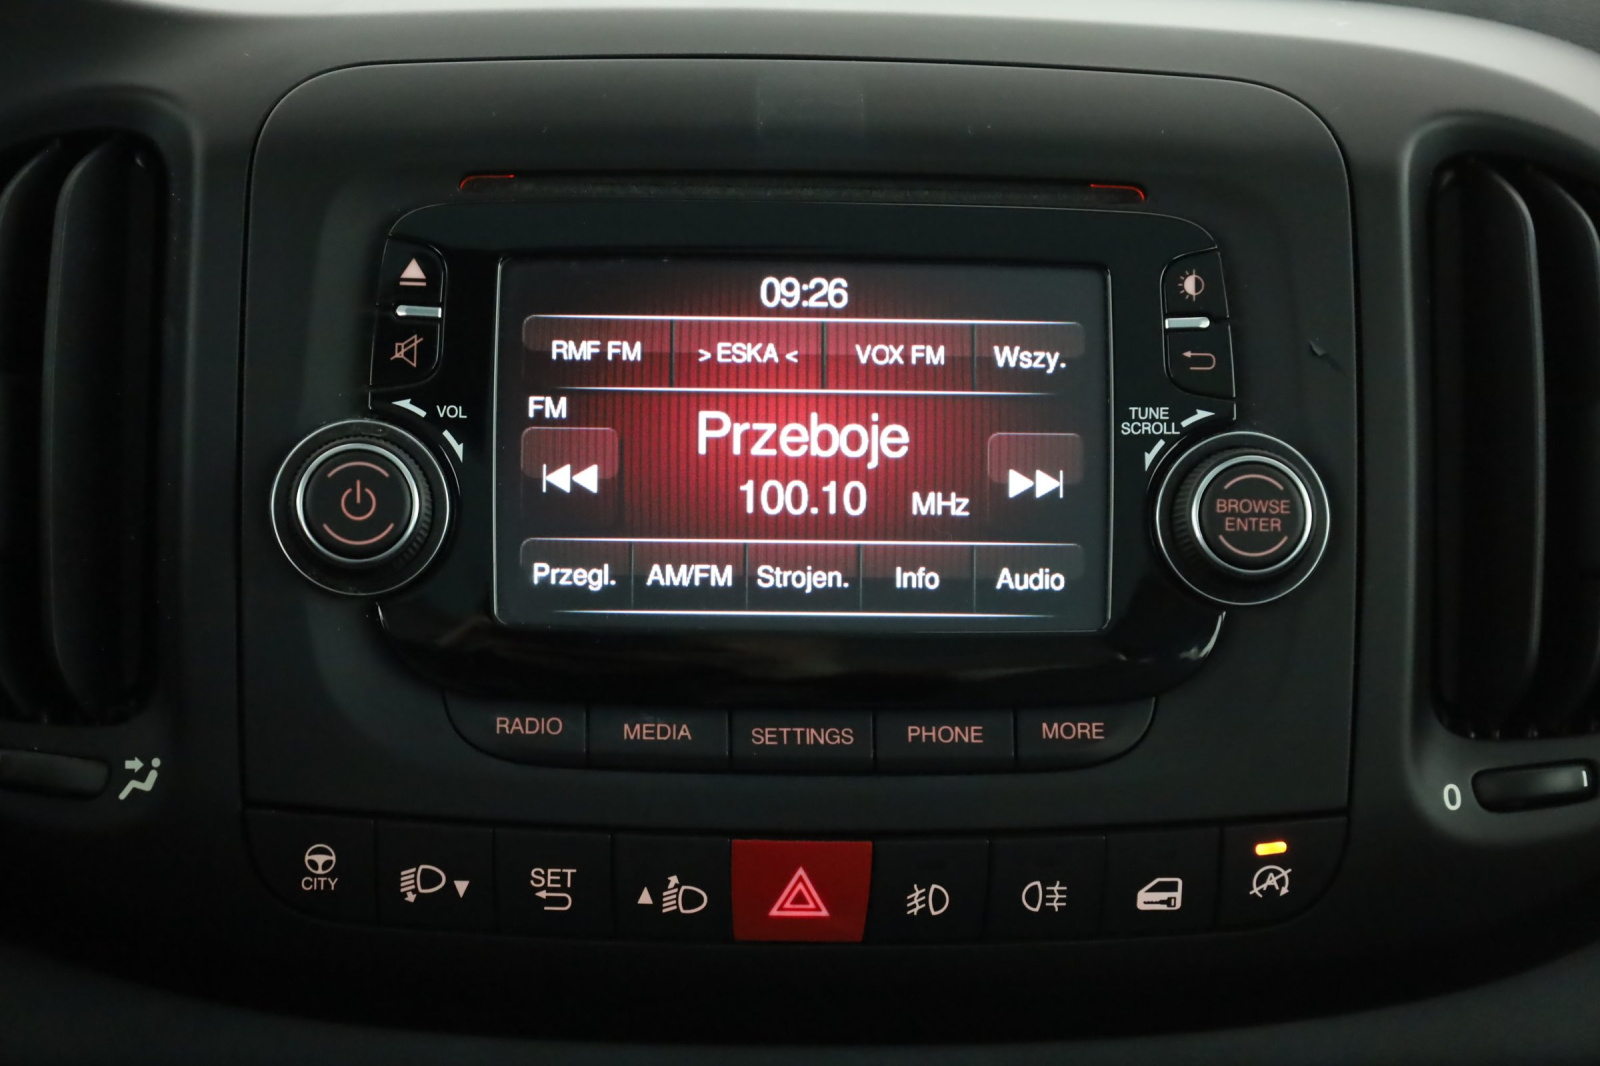 09:26
RMF FM > ESKA < VOX FM Wszy.
FM
Przeboje
100.10 MHz
Przegl. AM/FM Strojen. Info Audio
VOL
TUNE
SCROLL
BROWSE
ENTER
RADIO MEDIA SETTINGS PHONE MORE
0 I
CITY
SET
A